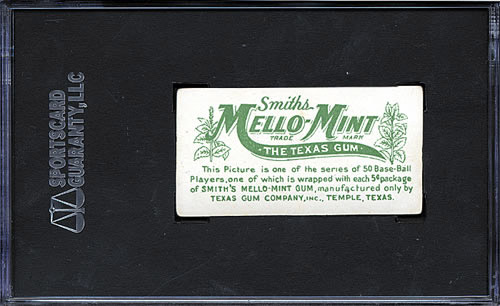 SPORTSCARD
GUARANTY,LLC
Smith's
MELLO-MINT
TRADE MARK
THE TEXAS GUM
This Picture is one of the series of 50 Base-Ball
Players, one of which is wrapped with each 5¢ package
of SMITH'S MELLO-MINT GUM, manufactured only by
TEXAS GUM COMPANY, INC., TEMPLE, TEXAS.